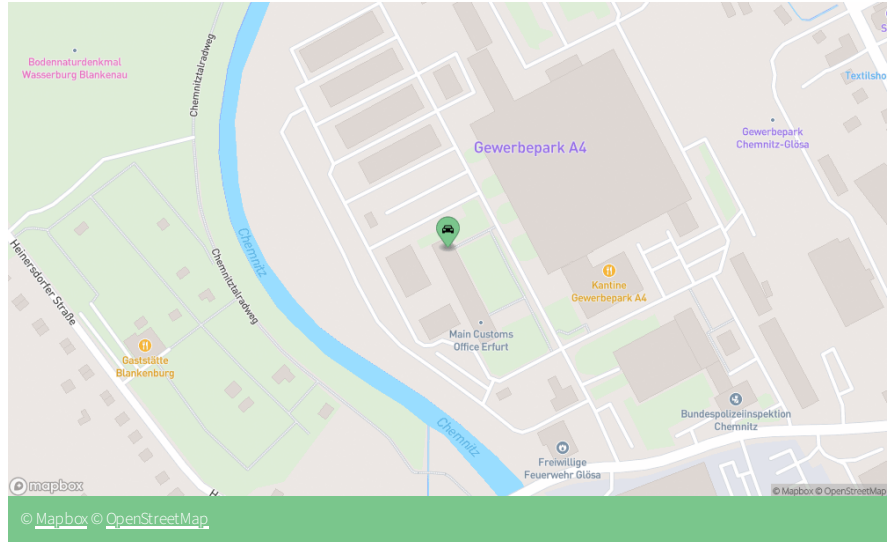 Bodennaturdenkmal
Wasserburg Blankenau
Chemnitztalradweg
Gewerbepark A4
Textilsho
Gewerbepark
Chemnitz-Glösa
Heinersdorfer Straße
Chemnitz
Chemnitztalradweg
Kantine
Gewerbepark A4
Main Customs
Office Erfurt
Gaststätte
Blankenburg
Bundespolizeiinspektion
Chemnitz
Chemnitz
Freiwillige
Feuerwehr Glösa
mapbox
© Mapbox © OpenStreetMap
© Mapbox © OpenStreetMap